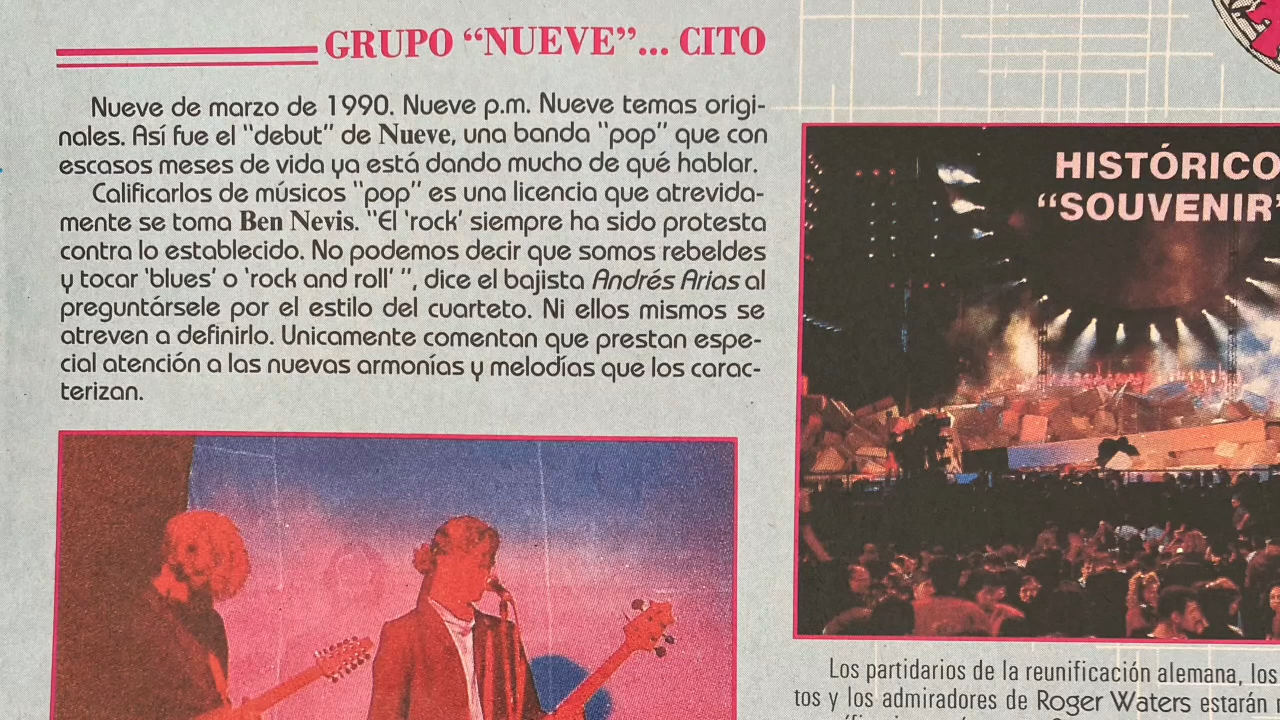 GRUPO “NUEVE”... CITO
Nueve de marzo de 1990. Nueve p.m. Nueve temas origi-
nales. Así fue el "debut" de Nueve, una banda "pop" que con
escasos meses de vida ya está dando mucho de qué hablar.
Calificarlos de músicos "pop" es una licencia que atrevida-
mente se toma Ben Nevis. "El 'rock' siempre ha sido protesta
contra lo establecido. No podemos decir que somos rebeldes
y tocar 'blues' o 'rock and roll' ", dice el bajista Andrés Arias al
preguntársele por el estilo del cuarteto. Ni ellos mismos se
atreven a definirlo. Unicamente comentan que prestan espe-
cial atención a las nuevas armonías y melodías que los carac-
terizan.
HISTÓRICO
“SOUVENIR”
Los partidarios de la reunificación alemana, los
tos y los admiradores de Roger Waters estarán